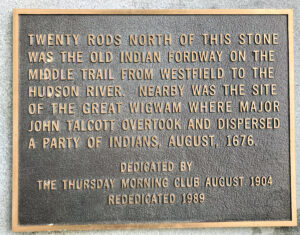 TWENTY RODS NORTH OF THIS STONE
WAS THE OLD INDIAN FORDWAY ON THE
MIDDLE TRAIL FROM WESTFIELD TO THE
HUDSON RIVER. NEARBY WAS THE SITE
OF THE GREAT WIGWAM WHERE MAJOR
JOHN TALCOTT OVERTOOK AND DISPERSED
A PARTY OF INDIANS, AUGUST, 1676.
DEDICATED BY
THE THURSDAY MORNING CLUB AUGUST 1904
REDEDICATED 1989